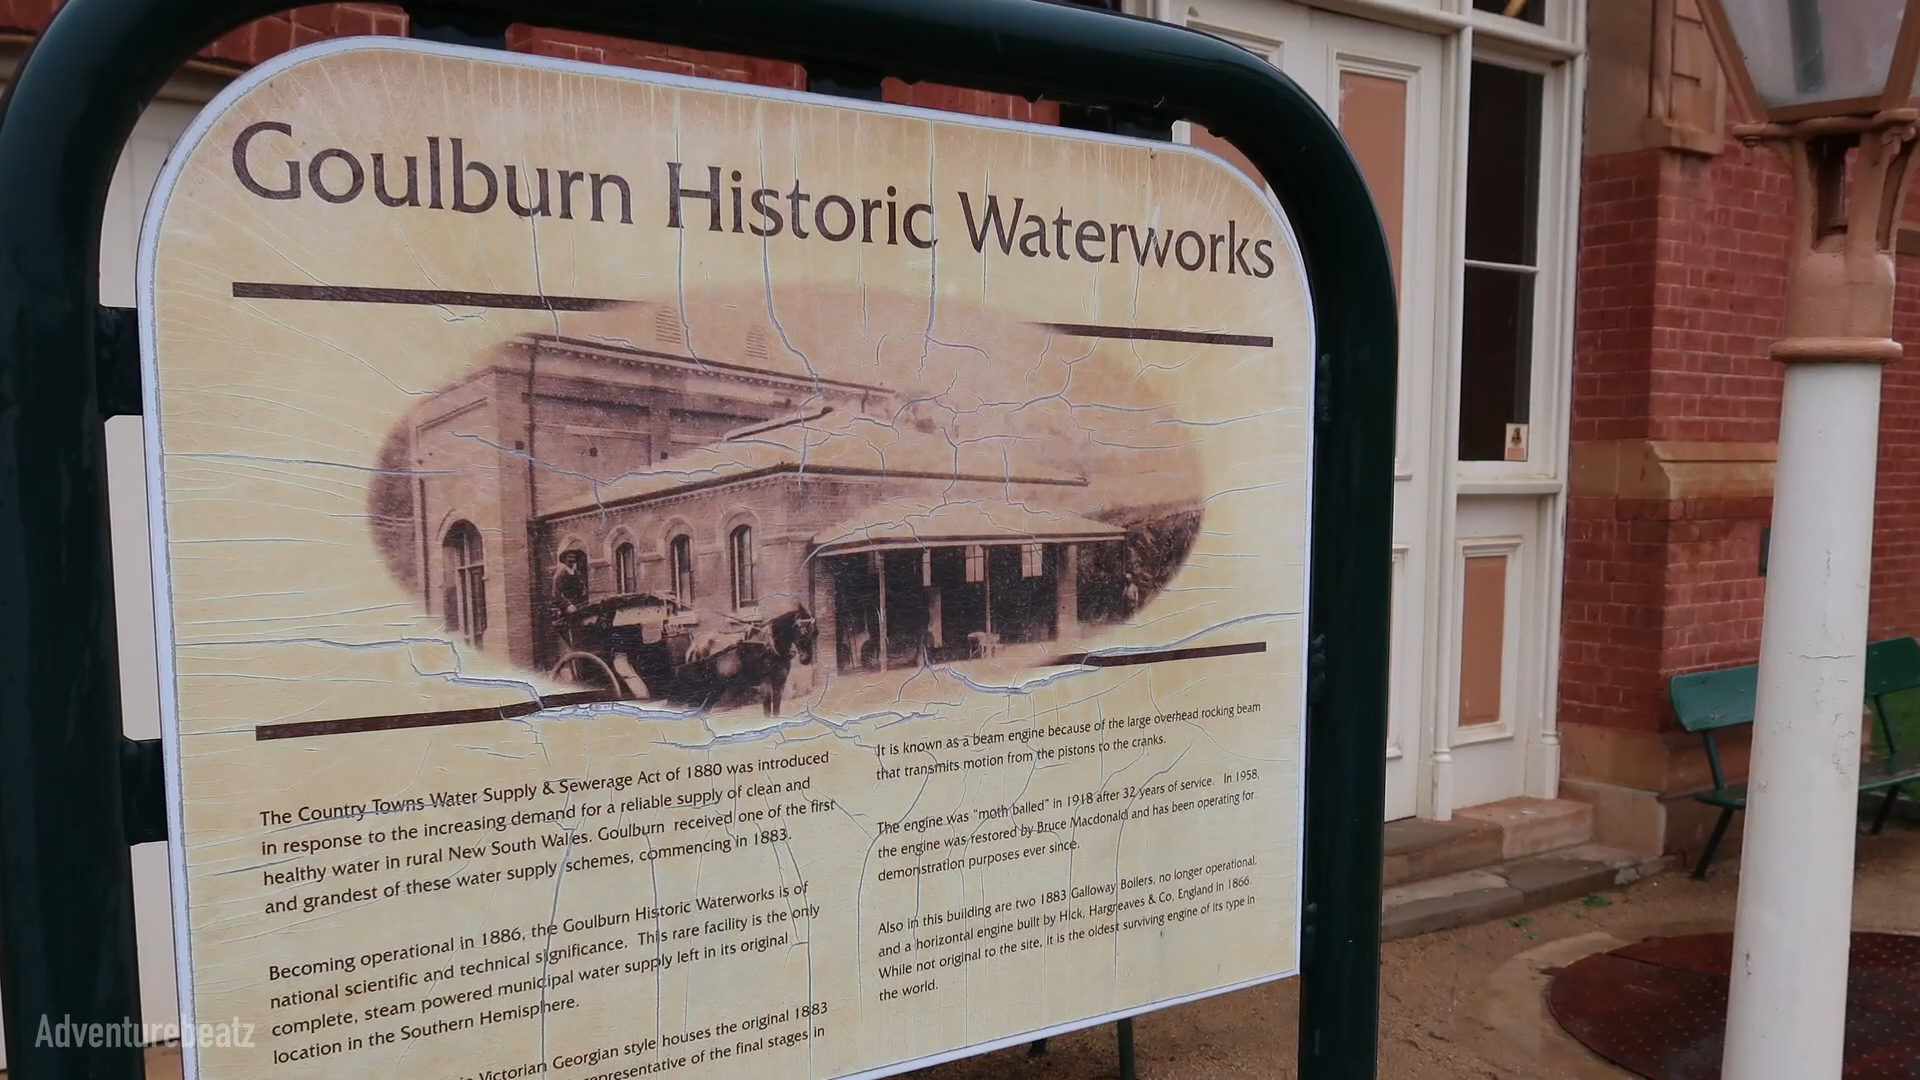 Goulburn Historic Waterworks
The Country Towns Water Supply & Sewerage Act of 1880 was introduced
in response to the increasing demand for a reliable supply of clean and
healthy water in rural New South Wales. Goulburn received one of the first
and grandest of these water supply schemes, commencing in 1883.
Becoming operational in 1886, the Goulburn Historic Waterworks is of
national scientific and technical significance. This rare facility is the only
complete, steam powered municipal water supply left in its original
location in the Southern Hemisphere.
Victorian Georgian style houses the original 1883
representative of the final stages in
It is known as a beam engine because of the large overhead rocking beam
that transmits motion from the pistons to the cranks.
The engine was "moth balled" in 1918 after 32 years of service. In 1958,
the engine was restored by Bruce Macdonald and has been operating for
demonstration purposes ever since.
Also in this building are two 1883 Galloway Boilers, no longer operational,
and a horizontal engine built by Hick, Hargreaves & Co, England in 1866.
While not original to the site, it is the oldest surviving engine of its type in
the world.
Adventurebeatz